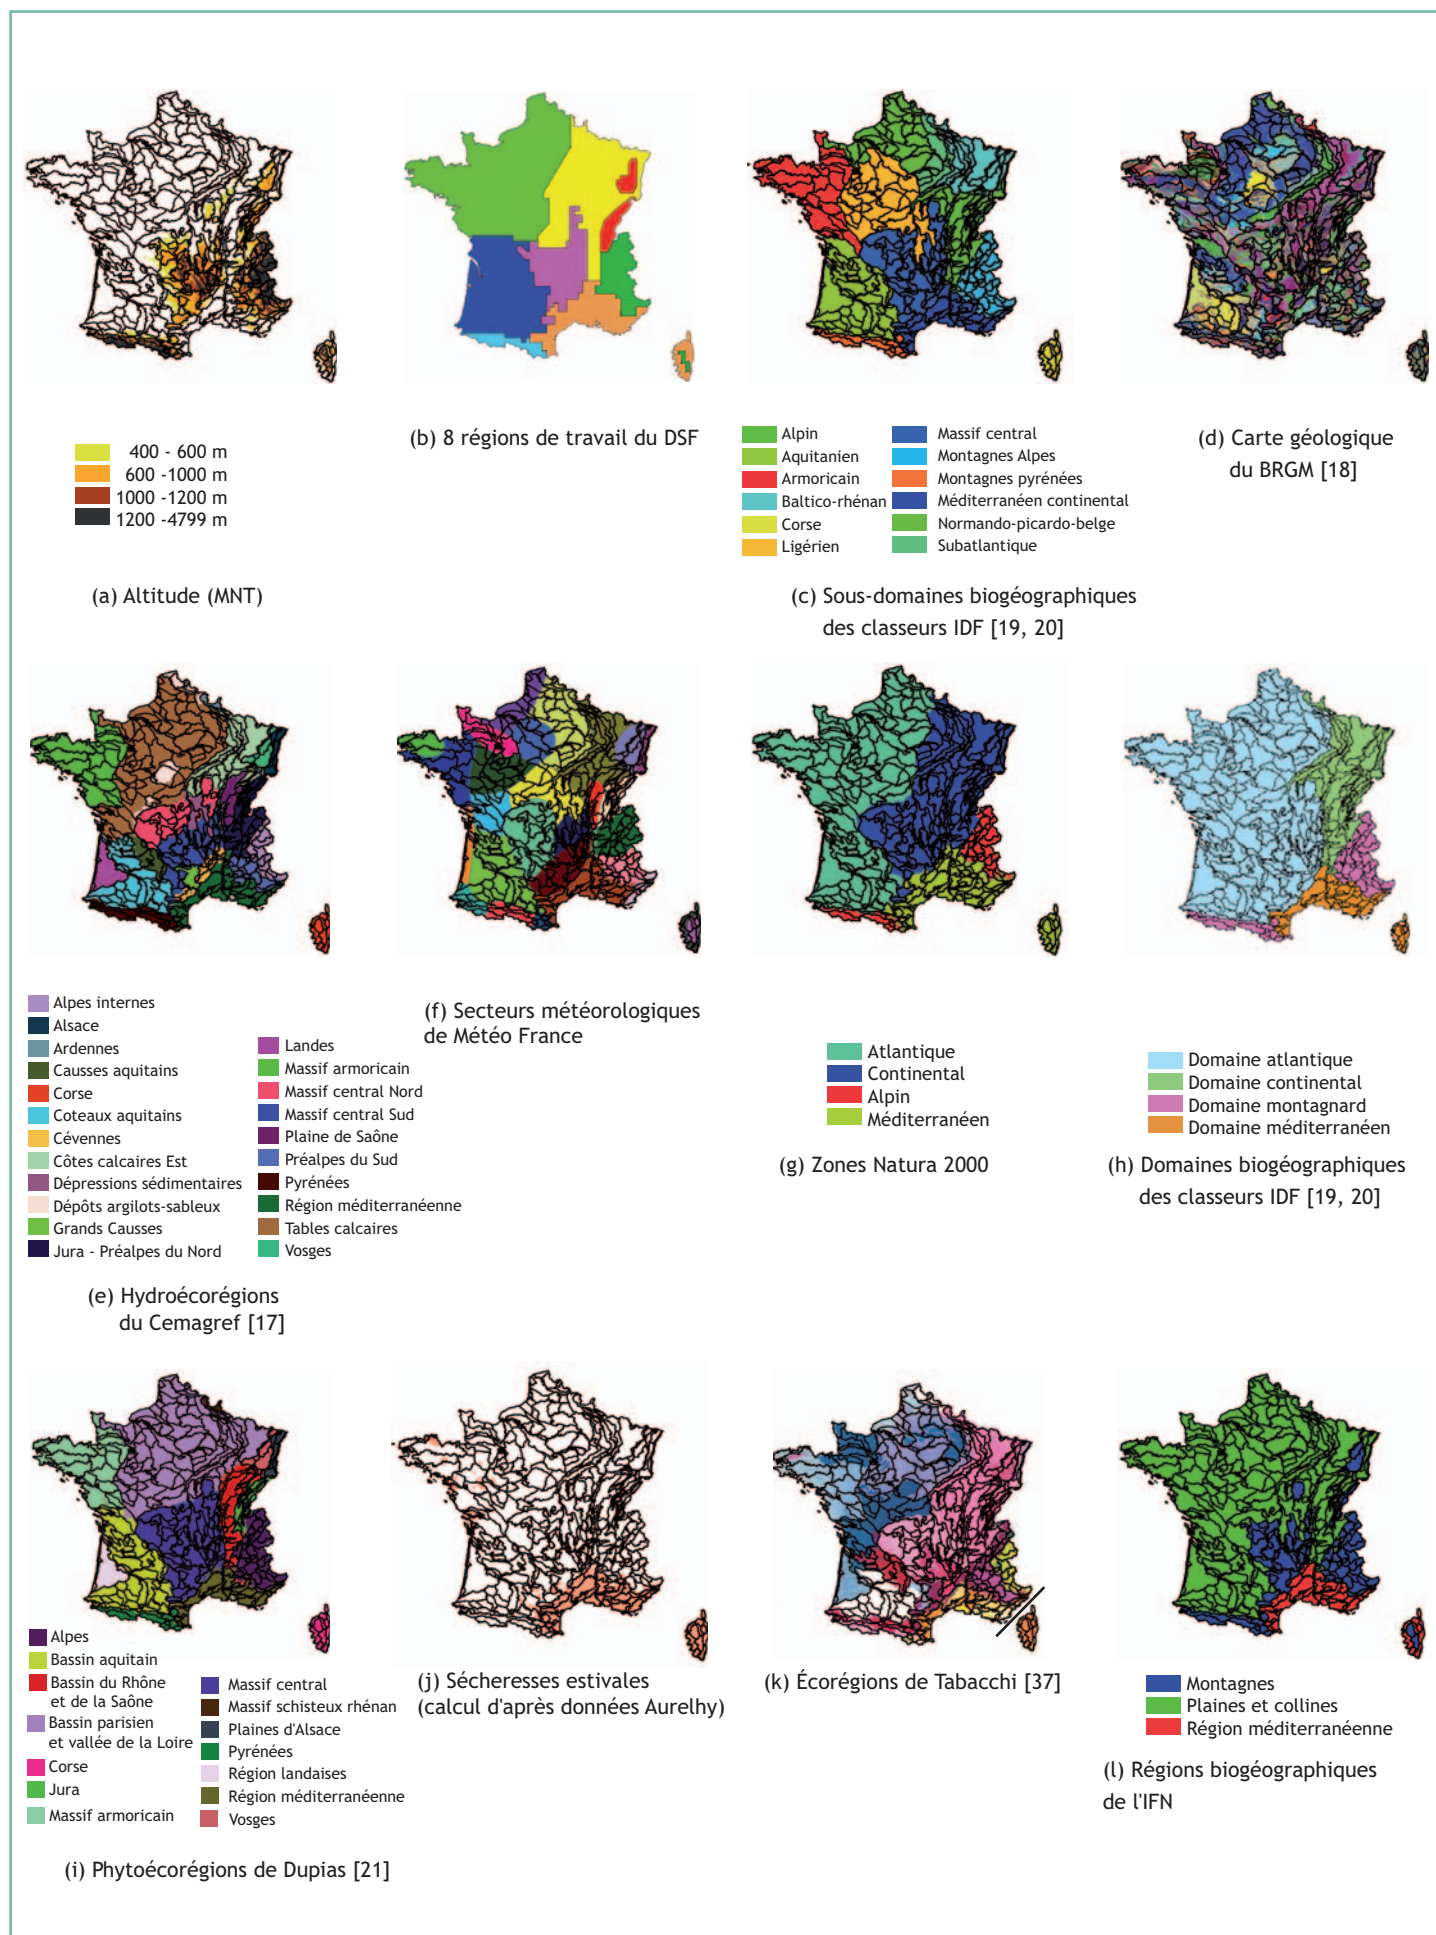 400 - 600 m
600 -1000 m
1000 -1200 m
1200 -4799 m
(a) Altitude (MNT)
(b) 8 régions de travail du DSF
Alpin
Aquitanien
Armoricain
Baltico-rhénan
Corse
Ligérien
Massif central
Montagnes Alpes
Montagnes pyrénées
Méditerranéen continental
Normando-picardo-belge
Subatlantique
(c) Sous-domaines biogéographiques
des classeurs IDF [19, 20]
(d) Carte géologique
du BRGM [18]
Alpes internes
Alsace
Ardennes
Causses aquitains
Corse
Coteaux aquitains
Cévennes
Côtes calcaires Est
Dépressions sédimentaires
Dépôts argilots-sableux
Grands Causses
Jura - Préalpes du Nord
Landes
Massif armoricain
Massif central Nord
Massif central Sud
Plaine de Saône
Préalpes du Sud
Pyrénées
Région méditerranéenne
Tables calcaires
Vosges
(e) Hydroécorégions
du Cemagref [17]
(f) Secteurs météorologiques
de Météo France
Atlantique
Continental
Alpin
Méditerranéen
(g) Zones Natura 2000
Domaine atlantique
Domaine continental
Domaine montagnard
Domaine méditerranéen
(h) Domaines biogéographiques
des classeurs IDF [19, 20]
Alpes
Bassin aquitain
Bassin du Rhône
et de la Saône
Bassin parisien
et vallée de la Loire
Corse
Jura
Massif armoricain
Massif central
Massif schisteux rhénan
Plaines d'Alsace
Pyrénées
Région landaises
Région méditerranéenne
Vosges
(i) Phytoécorégions de Dupias [21]
(j) Sécheresses estivales
(calcul d'après données Aurelhy)
(k) Écorégions de Tabacchi [37]
Montagnes
Plaines et collines
Région méditerranéenne
(l) Régions biogéographiques
de l'IFN